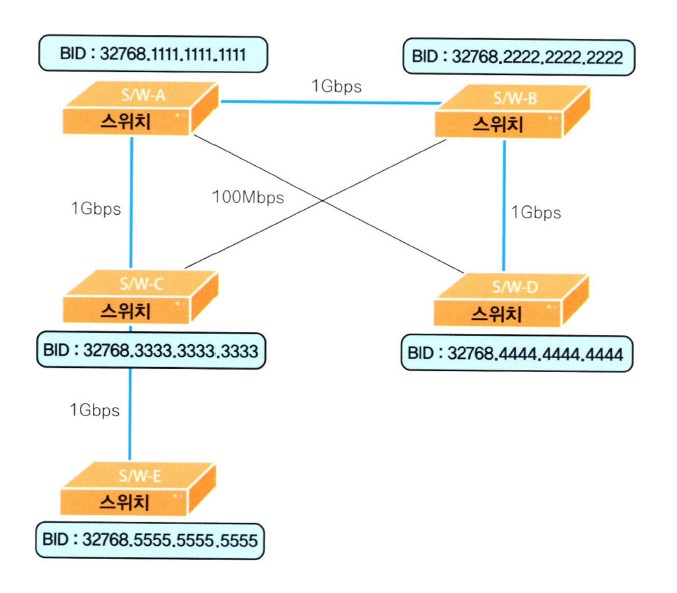 BID : 32768.1111.1111.1111
BID : 32768.2222.2222.2222
S/W-A
스위치
1Gbps
S/W-B
스위치
1Gbps
100Mbps
1Gbps
S/W-C
스위치
S/W-D
스위치
BID : 32768.3333.3333.3333
BID : 32768.4444.4444.4444
1Gbps
S/W-E
스위치
BID : 32768.5555.5555.5555